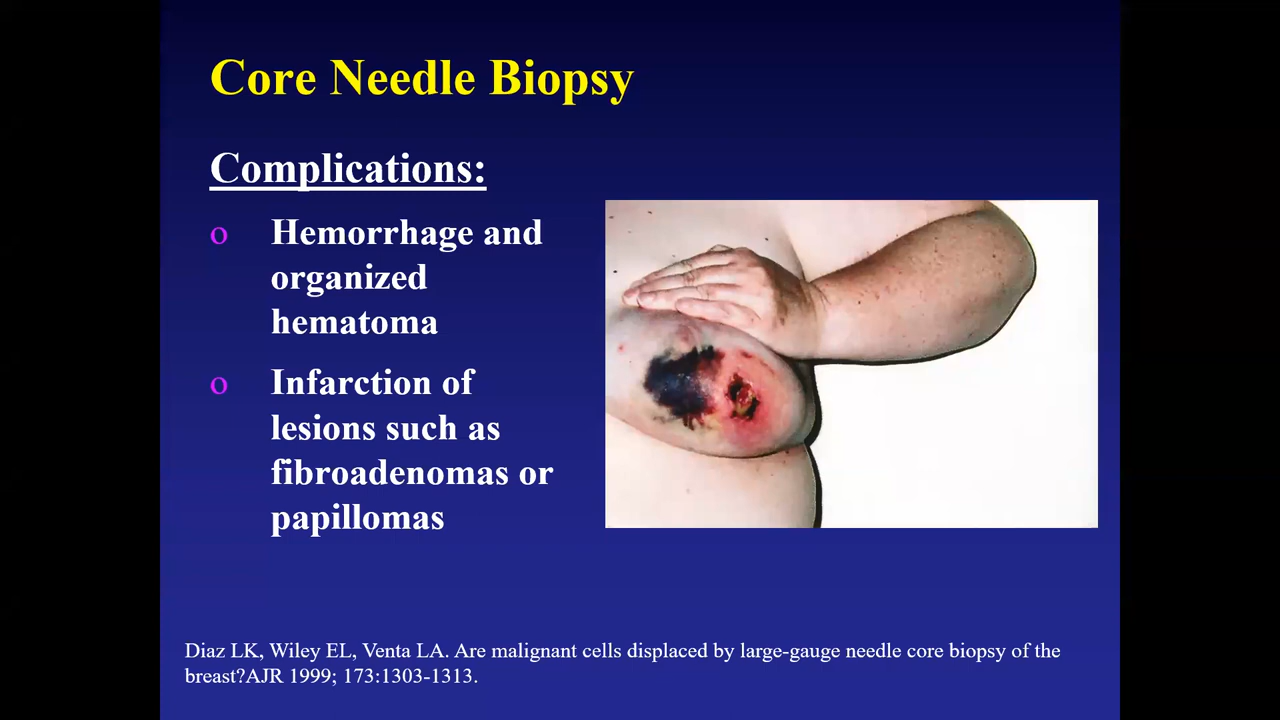 Core Needle Biopsy
Complications:
o Hemorrhage and
organized
hematoma
o Infarction of
lesions such as
fibroadenomas or
papillomas
Diaz LK, Wiley EL, Venta LA. Are malignant cells displaced by large-gauge needle core biopsy of the
breast?AJR 1999; 173:1303-1313.